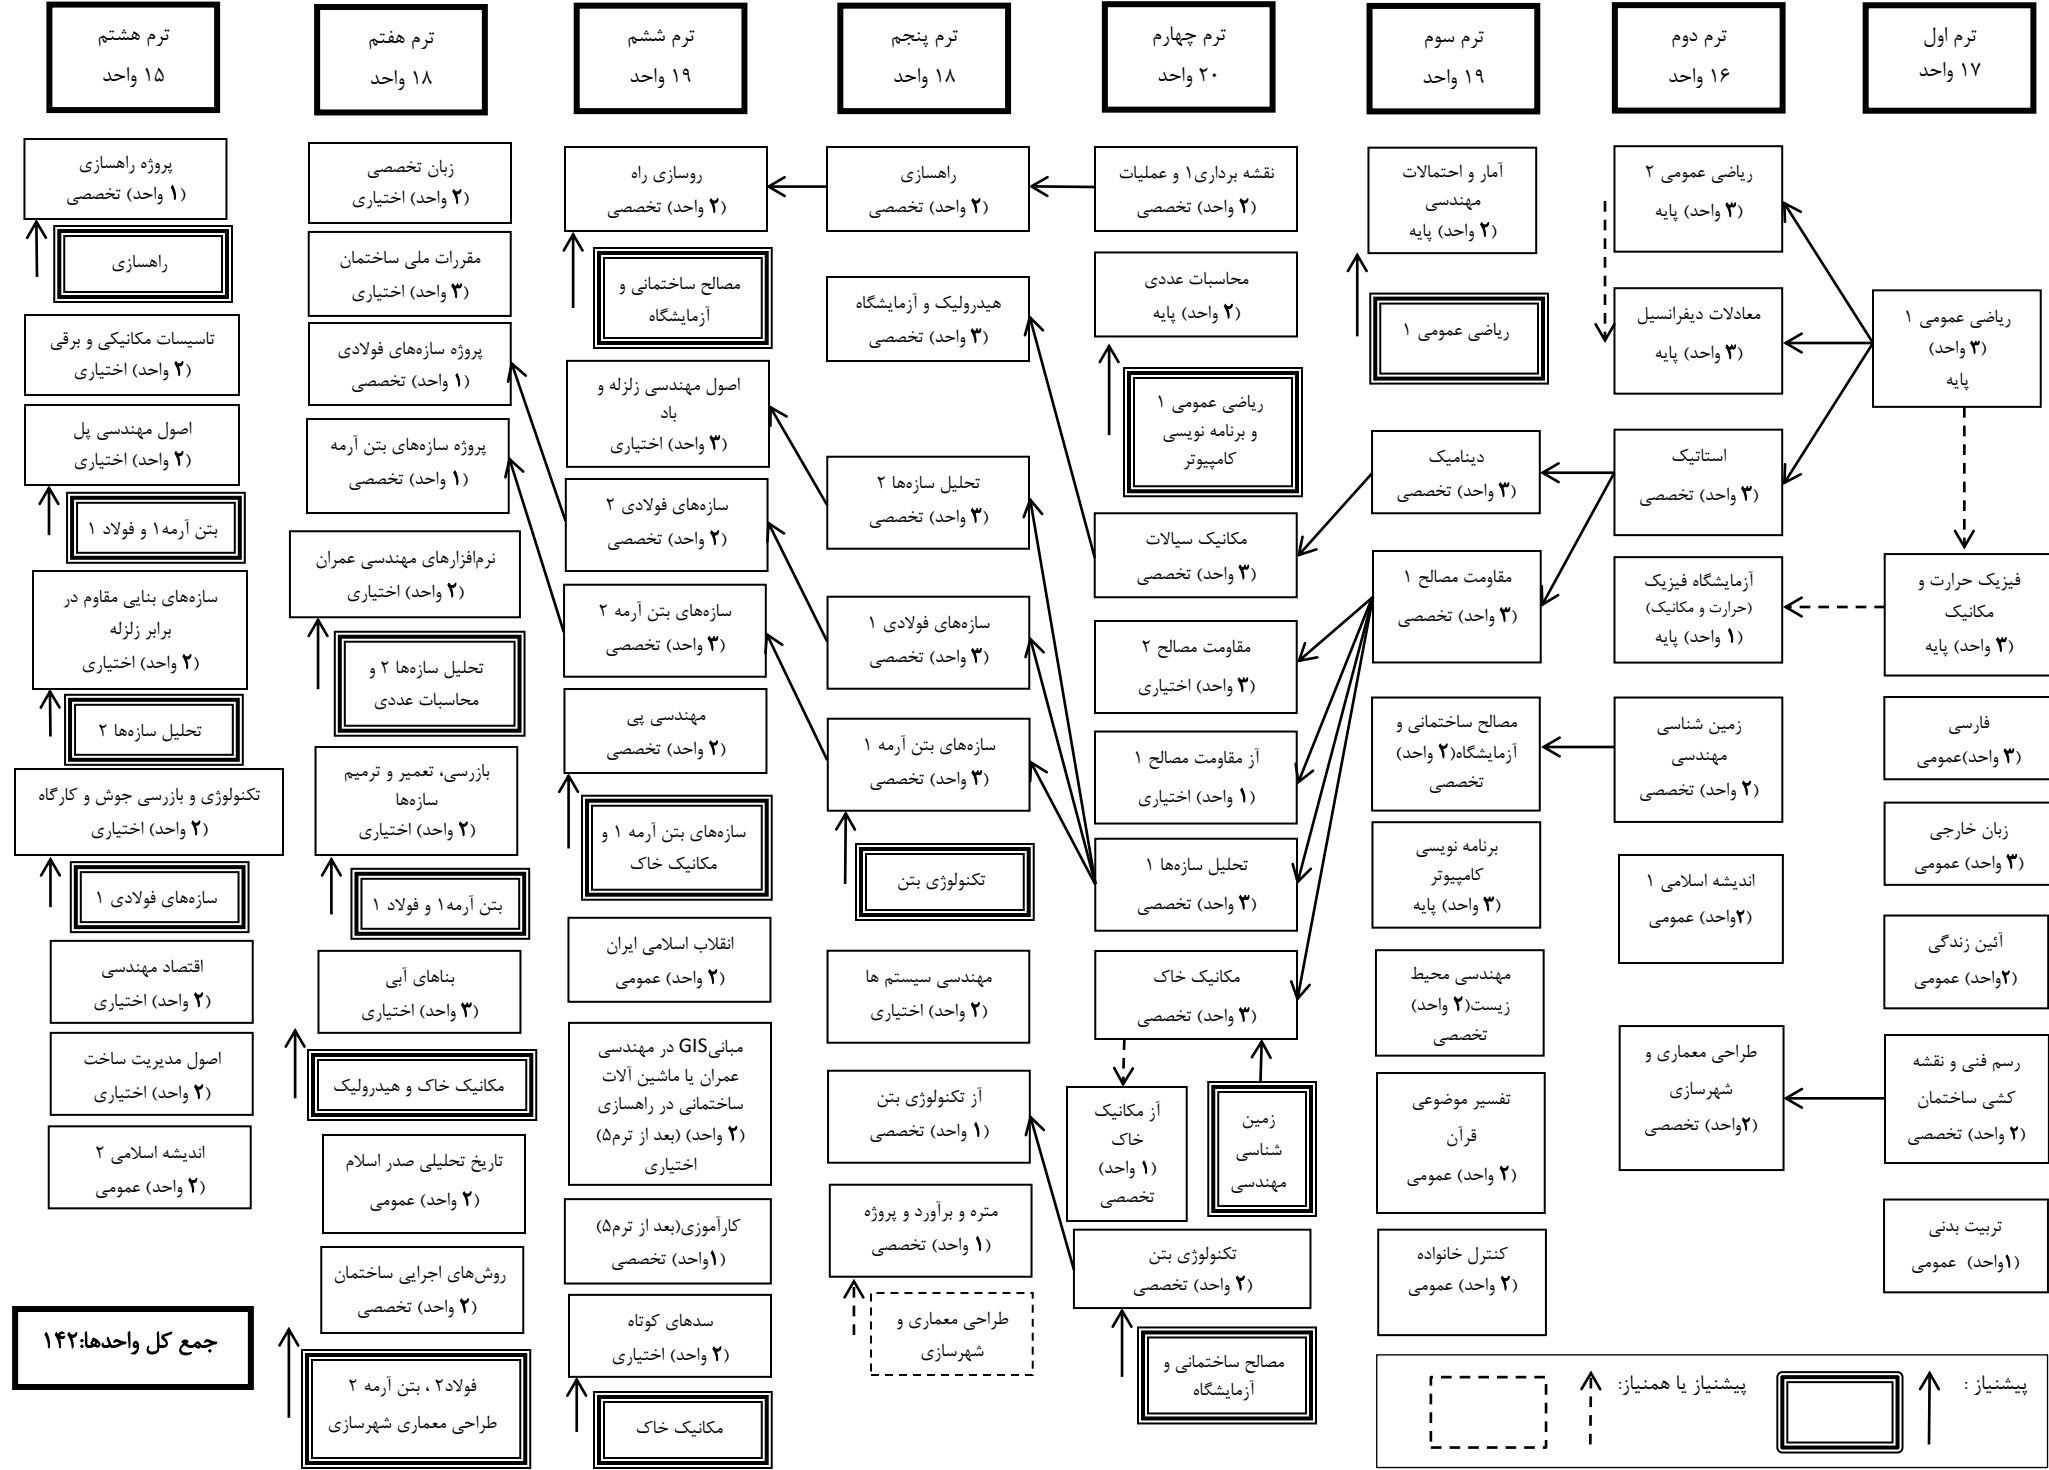 ترم اول
۱۷ واحد
ترم دوم
۱۶ واحد
ترم سوم
۱۹ واحد
ترم چهارم
۲۰ واحد
ترم پنجم
۱۸ واحد
ترم ششم
۱۹ واحد
ترم هفتم
۱۸ واحد
ترم هشتم
۱۵ واحد
ریاضی عمومی ۱
(۳ واحد)
پایه
فیزیک حرارت و
مکانیک
(۳ واحد) پایه
فارسی
(۳ واحد)عمومی
زبان خارجی
(۳ واحد) عمومی
آئین زندگی
(۲واحد) عمومی
رسم فنی و نقشه
کشی ساختمان
(۲ واحد) تخصصی
تربیت بدنی
(۱واحد) عمومی
ریاضی عمومی ۲
(۳ واحد) پایه
معادلات دیفرانسیل
(۳ واحد) پایه
استاتیک
(۳ واحد) تخصصی
آزمایشگاه فیزیک
(حرارت و مکانیک)
(۱ واحد) پایه
زمین شناسی
مهندسی
(۲ واحد) تخصصی
اندیشه اسلامی ۱
(۲واحد) عمومی
طراحی معماری و
شهرسازی
(۲واحد) تخصصی
آمار و احتمالات
مهندسی
(۲ واحد) پایه
ریاضی عمومی ۱
دینامیک
(۳ واحد) تخصصی
مقاومت مصالح ۱
(۳ واحد) تخصصی
مصالح ساختمانی و
آزمایشگاه(۲ واحد)
تخصصی
برنامه نویسی
کامپیوتر
(۳ واحد) پایه
مهندسی محیط
زیست(۲ واحد)
تخصصی
تفسیر موضوعی
قرآن
(۲ واحد) عمومی
کنترل خانواده
(۲ واحد) عمومی
نقشه برداری۱ و عملیات
(۲ واحد) تخصصی
محاسبات عددی
(۲ واحد) پایه
ریاضی عمومی ۱
و برنامه نویسی
کامپیوتر
مکانیک سیالات
(۳ واحد) تخصصی
مقاومت مصالح ۲
(۳ واحد) اختیاری
آز مقاومت مصالح ۱
(۱ واحد) اختیاری
تحلیل سازه‌ها ۱
(۳ واحد) تخصصی
مکانیک خاک
(۳ واحد) تخصصی
زمین
شناسی
مهندسی
آز مکانیک
خاک
(۱ واحد)
تخصصی
تکنولوژی بتن
(۲ واحد) تخصصی
مصالح ساختمانی و
آزمایشگاه
راهسازی
(۲ واحد) تخصصی
هیدرولیک و آزمایشگاه
(۳ واحد) تخصصی
تحلیل سازه‌ها ۲
(۳ واحد) تخصصی
سازه‌های فولادی ۱
(۳ واحد) تخصصی
سازه‌های بتن آرمه ۱
(۳ واحد) تخصصی
تکنولوژی بتن
مهندسی سیستم ها
(۲ واحد) اختیاری
آز تکنولوژی بتن
(۱ واحد) تخصصی
متره و برآورد و پروژه
(۱ واحد) تخصصی
طراحی معماری و
شهرسازی
روسازی راه
(۲ واحد) تخصصی
مصالح ساختمانی و
آزمایشگاه
اصول مهندسی زلزله و
باد
(۳ واحد) اختیاری
سازه‌های فولادی ۲
(۲ واحد) تخصصی
سازه‌های بتن آرمه ۲
(۳ واحد) تخصصی
مهندسی پی
(۲ واحد) تخصصی
سازه‌های بتن آرمه ۱ و
مکانیک خاک
انقلاب اسلامی ایران
(۲ واحد) عمومی
مبانیGIS در مهندسی
عمران یا ماشین آلات
ساختمانی در راهسازی
(۲ واحد) (بعد از ترم۵)
اختیاری
کارآموزی(بعد از ترم۵)
(۱واحد) تخصصی
سدهای کوتاه
(۲ واحد) اختیاری
مکانیک خاک
زبان تخصصی
(۲ واحد) اختیاری
مقررات ملی ساختمان
(۳ واحد) اختیاری
پروژه سازه‌های فولادی
(۱ واحد) تخصصی
پروژه سازه‌های بتن آرمه
(۱ واحد) تخصصی
نرم‌افزارهای مهندسی عمران
(۲ واحد) اختیاری
تحلیل سازه‌ها ۲ و
محاسبات عددی
بازرسی، تعمیر و ترمیم
سازه‌ها
(۲ واحد) اختیاری
بتن آرمه۱ و فولاد ۱
بناهای آبی
(۳ واحد) اختیاری
مکانیک خاک و هیدرولیک
تاریخ تحلیلی صدر اسلام
(۲ واحد) عمومی
روش‌های اجرایی ساختمان
(۲ واحد) تخصصی
فولاد۲ ، بتن آرمه ۲
طراحی معماری شهرسازی
پروژه راهسازی
(۱ واحد) تخصصی
راهسازی
تاسیسات مکانیکی و برقی
(۲ واحد) اختیاری
اصول مهندسی پل
(۲ واحد) اختیاری
بتن آرمه۱ و فولاد ۱
سازه‌های بنایی مقاوم در
برابر زلزله
(۲ واحد) اختیاری
تحلیل سازه‌ها ۲
تکنولوژی و بازرسی جوش و کارگاه
(۲ واحد) اختیاری
سازه‌های فولادی ۱
اقتصاد مهندسی
(۲ واحد) اختیاری
اصول مدیریت ساخت
(۲ واحد) اختیاری
اندیشه اسلامی ۲
(۲ واحد) عمومی
جمع کل واحدها:۱۴۲
پیشنیاز :
پیشنیاز یا همنیاز: